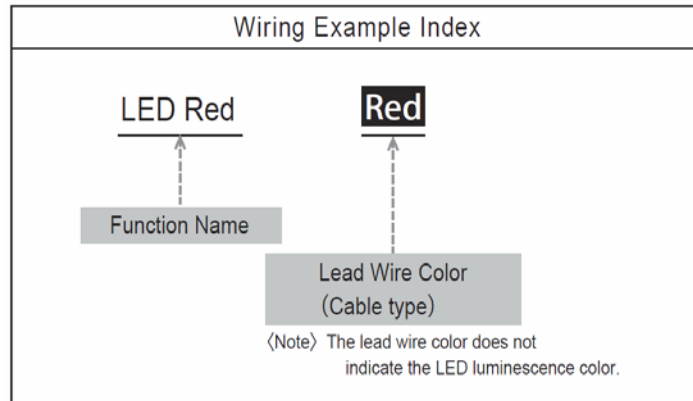 Wiring Example Index
LED Red
Red
Function Name
Lead Wire Color
(Cable type)
〈Note〉 The lead wire color does not
indicate the LED luminescence color.